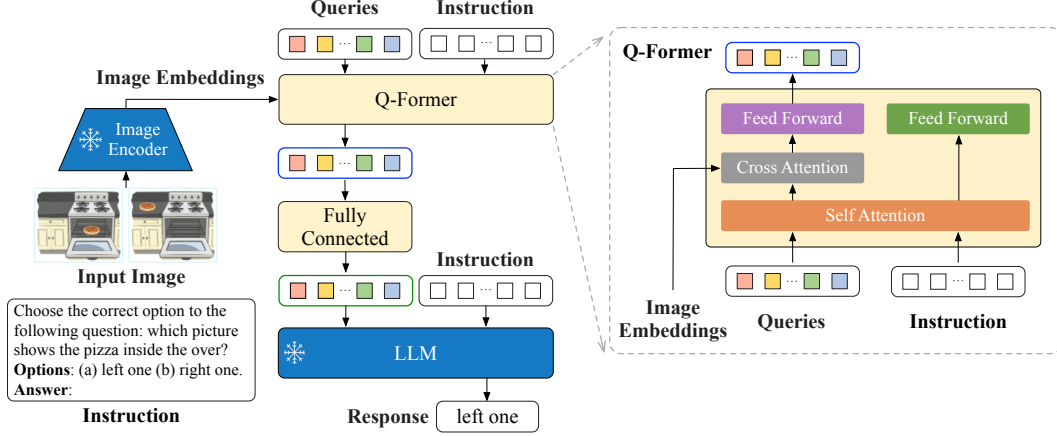 Queries
Instruction
Image Embeddings
Q-Former
Image
Encoder
Input Image
Fully
Connected
Instruction
LLM
Response
left one
Choose the correct option to the
following question: which picture
shows the pizza inside the over?
Options: (a) left one (b) right one.
Answer:
Instruction
Q-Former
Feed Forward
Feed Forward
Cross Attention
Self Attention
Image
Embeddings
Queries
Instruction